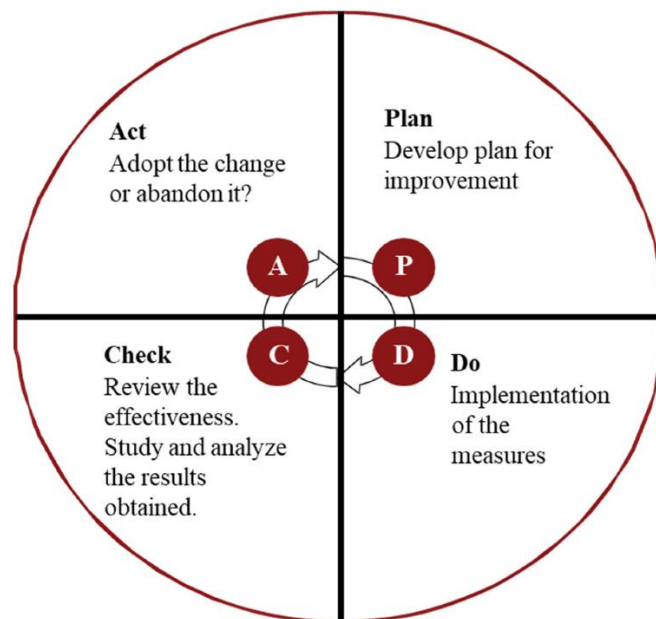 Act
Adopt the change
or abandon it?
Plan
Develop plan for
improvement
A
P
C
D
Check
Review the
effectiveness.
Study and analyze
the results
obtained.
Do
Implementation
of the
measures